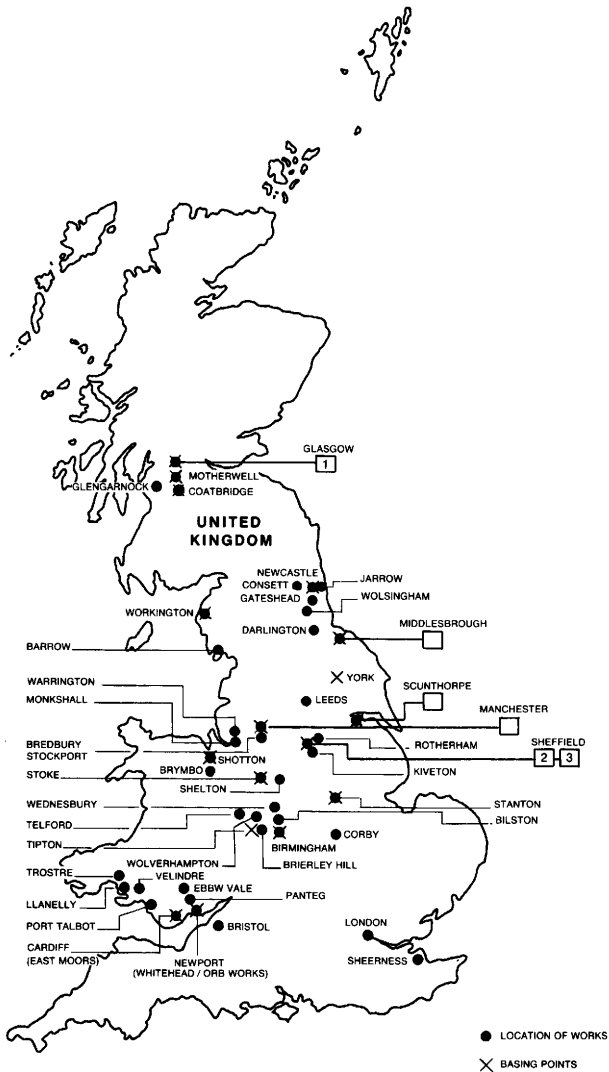 GLASGOW
1
MOTHERWELL
GLENGARNOCK
COATBRIDGE
UNITED
KINGDOM
NEWCASTLE
CONSETT
JARROW
GATESHEAD
WOLSINGHAM
WORKINGTON
MIDDLESBROUGH
DARLINGTON
BARROW
YORK
SCUNTHORPE
WARRINGTON
MONKSHALL
LEEDS
MANCHESTER
BREDBURY
STOCKPORT
ROTHERHAM
SHEFFIELD
2 3
SHOTTON
BRYMBO
KIVETON
STOKE
SHELTON
WEDNESBURY
STANTON
TELFORD
BILSTON
TIPTON
BIRMINGHAM
CORBY
WOLVERHAMPTON
BRIERLEY HILL
TROSTRE
VELINDRE
EBBW VALE
PANTEG
LLANELLY
PORT TALBOT
BRISTOL
LONDON
CARDIFF
(EAST MOORS)
NEWPORT
(WHITEHEAD / ORB WORKS)
SHEERNESS
LOCATION OF WORKS
BASING POINTS